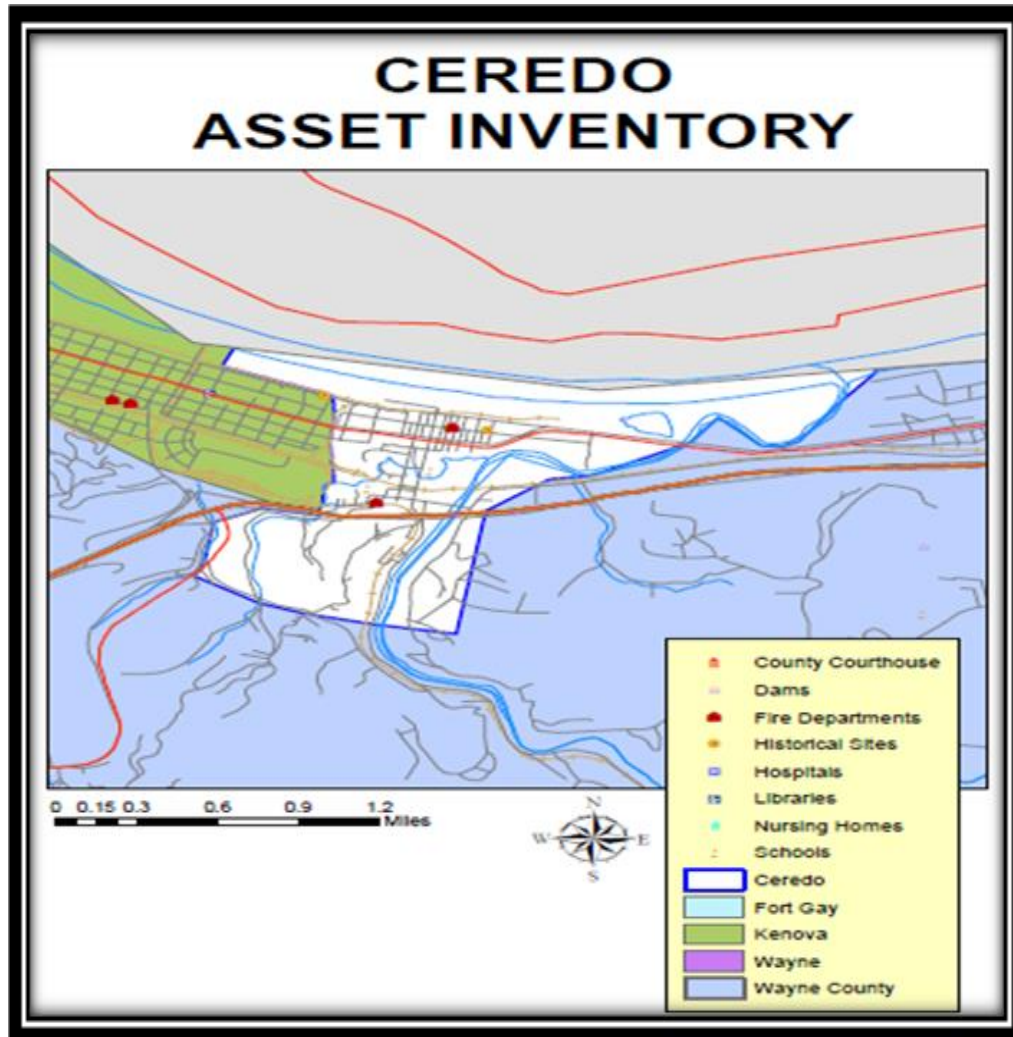 CEREDO
ASSET INVENTORY
0 0.15 0.3 0.6 0.9 1.2
Miles
N
W E
S
County Courthouse
Dams
Fire Departments
Historical Sites
Hospitals
Libraries
Nursing Homes
Schools
Ceredo
Fort Gay
Kenova
Wayne
Wayne County